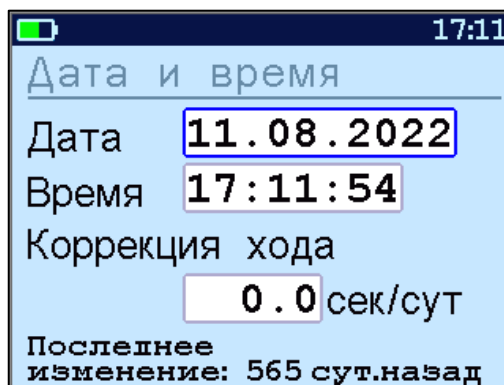 17:11
Дата и время
Дата 11.08.2022
Время 17:11:54
Коррекция хода
0.0 сек/сут
Последнее
изменение: 565 сут.назад